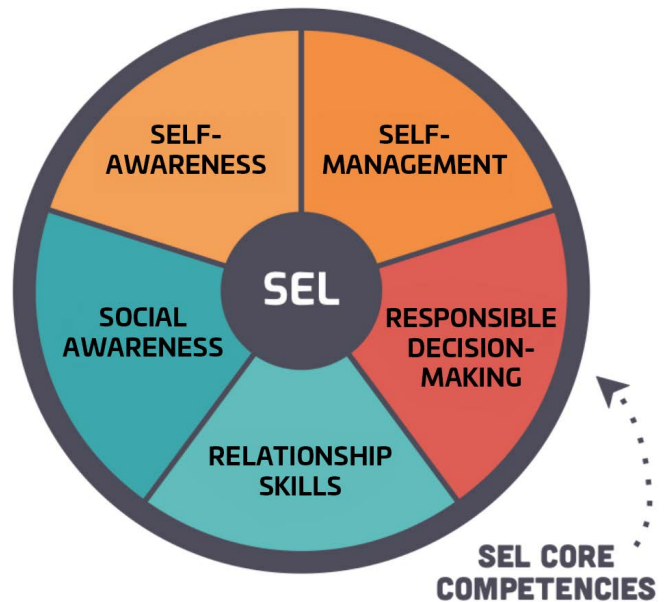 SELF-
AWARENESS
SELF-
MANAGEMENT
SEL
SOCIAL
AWARENESS
RESPONSIBLE
DECISION-
MAKING
RELATIONSHIP
SKILLS
SEL CORE
COMPETENCIES